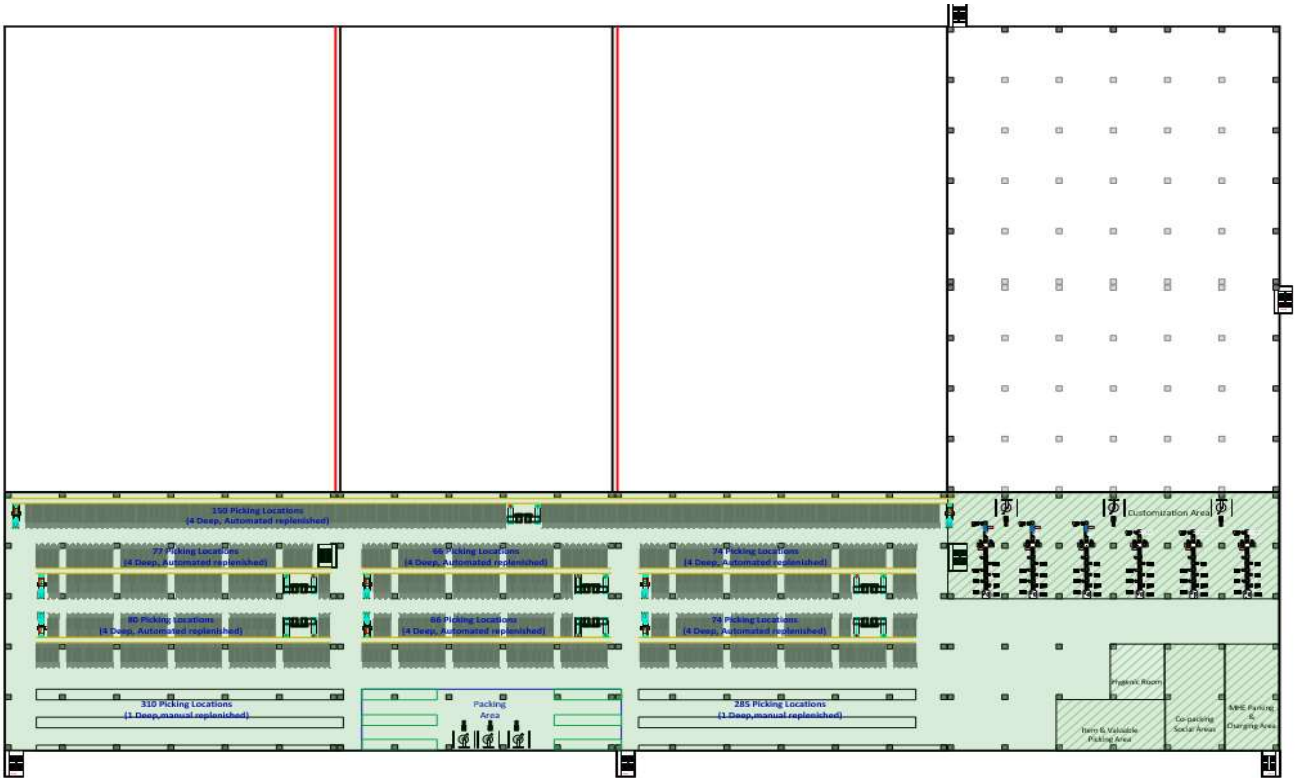 150 Picking Locations
(4 Deep, Automated replenished)
Customization Area
77 Picking Locations
(4 Deep, Automated replenished)
66 Picking Locations
(4 Deep, Automated replenished)
74 Picking Locations
(4 Deep, Automated replenished)
80 Picking Locations
(4 Deep, Automated replenished)
66 Picking Locations
(4 Deep, Automated replenished)
74 Picking Locations
(4 Deep, Automated replenished)
Hygenic Room
310 Picking Locations
(1 Deep,manual replenished)
Packing
Area
285 Picking Locations
(1 Deep,manual replenished)
Item & Valuable
Picking Area
Co-packing
Social Areas
MHE Parking
&
Charging Area